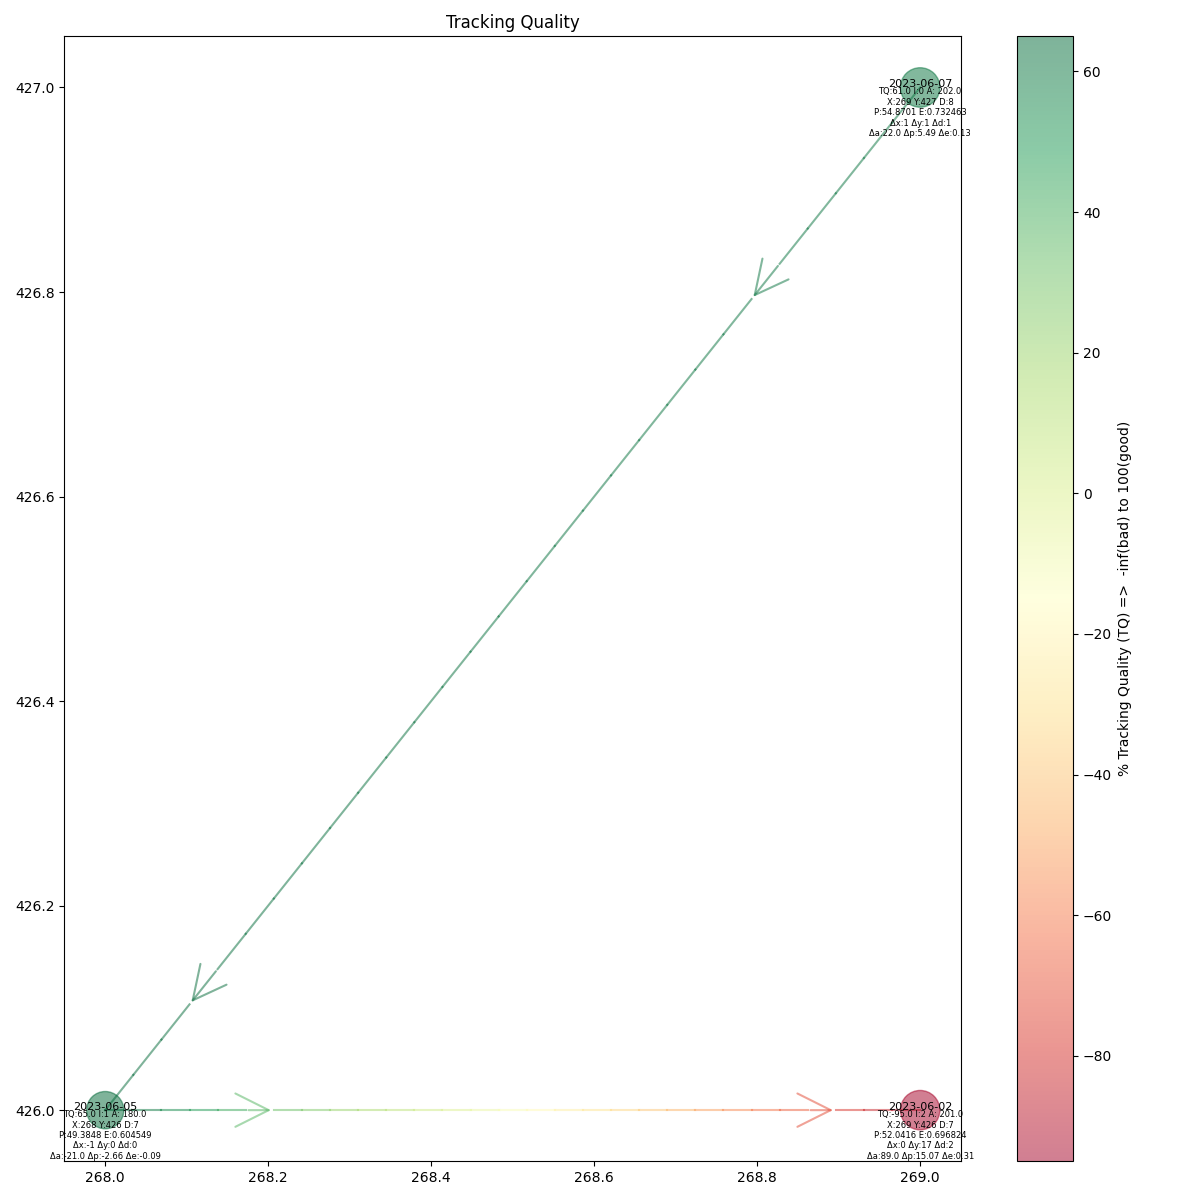 Tracking Quality
427.0
426.8
426.6
426.4
426.2
426.0
268.0
268.2
268.4
268.6
268.8
269.0
2023-06-07
TQ:61.0 I:0 A: 202.0
X:269 Y:427 D:8
P:54.8701 E:0.732463
Δx:1 Δy:1 Δd:1
Δa:22.0 Δp:5.49 Δe:0.13
2023-06-05
TQ:65.0 I:1 A: 180.0
X:268 Y:426 D:7
P:49.3848 E:0.604549
Δx:-1 Δy:0 Δd:0
Δa:-21.0 Δp:-2.66 Δe:-0.09
2023-06-02
TQ:-95.0 I:2 A: 201.0
X:269 Y:426 D:7
P:52.0416 E:0.696824
Δx:0 Δy:17 Δd:2
Δa:89.0 Δp:15.07 Δe:0.31
60
40
20
0
−20
−40
−60
−80
% Tracking Quality (TQ) => -inf(bad) to 100(good)